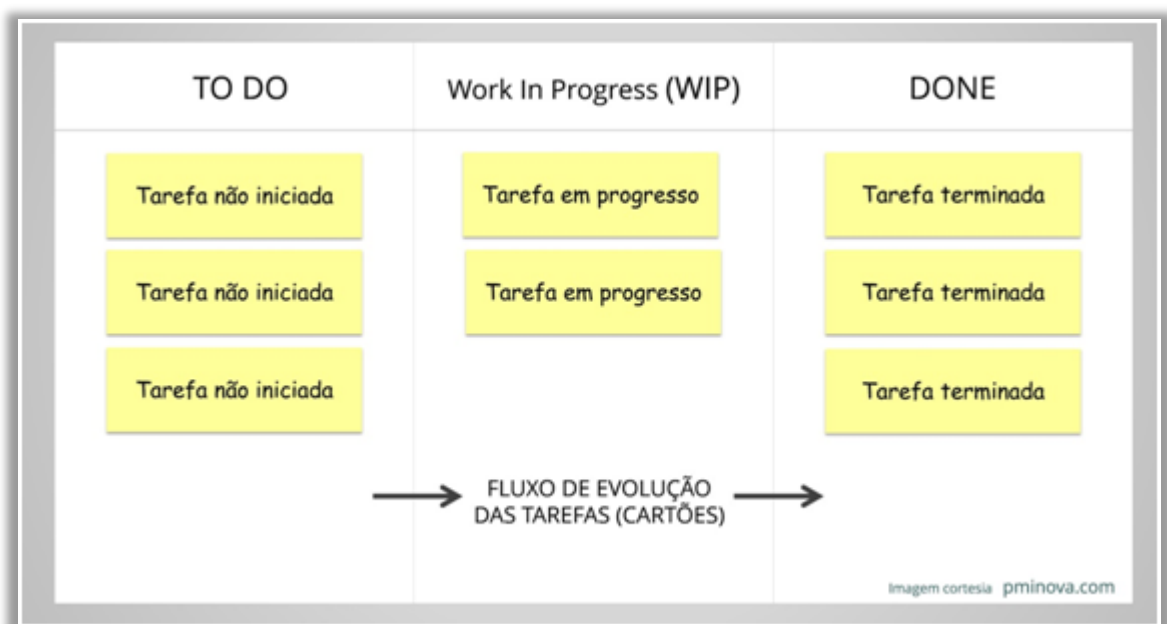 TO DO
Work In Progress (WIP)
DONE
Tarefa não iniciada
Tarefa em progresso
Tarefa terminada
Tarefa não iniciada
Tarefa em progresso
Tarefa terminada
Tarefa não iniciada
Tarefa terminada
FLUXO DE EVOLUÇÃO
DAS TAREFAS (CARTÕES)
Imagem cortesia pminova.com